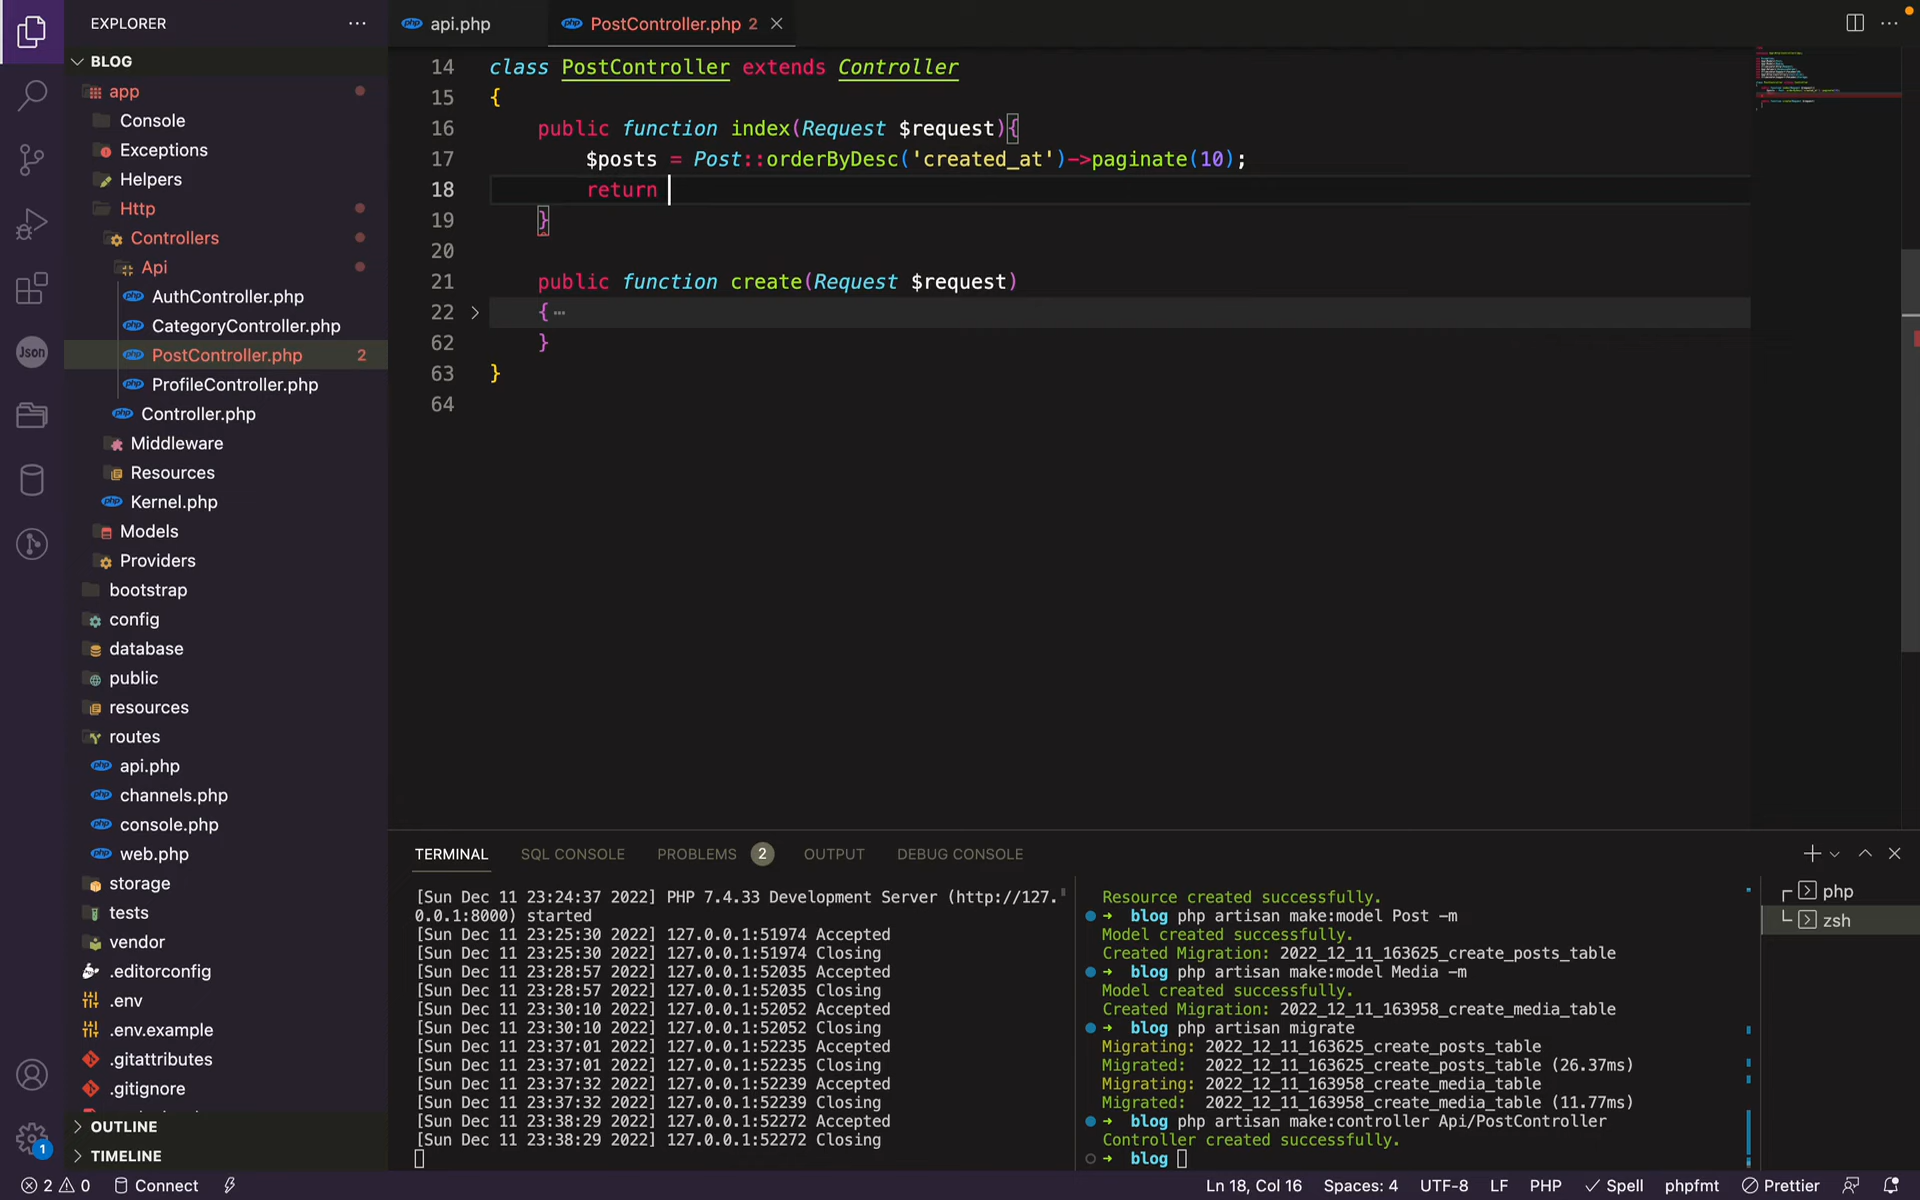 EXPLORER
BLOG
app
Console
Exceptions
Helpers
Http
Controllers
Api
AuthController.php
CategoryController.php
PostController.php 2
ProfileController.php
Controller.php
Middleware
Resources
Kernel.php
Models
Providers
bootstrap
config
database
public
resources
routes
api.php
channels.php
console.php
web.php
storage
tests
vendor
.editorconfig
.env
.env.example
.gitattributes
.gitignore
OUTLINE
TIMELINE
Json
1
api.php
PostController.php 2
14 class PostController extends Controller
15 {
16 public function index(Request $request){
17 $posts = Post::orderByDesc('created_at')->paginate(10);
18 return
19 }
20
21 public function create(Request $request)
22 {⋯
62 }
63 }
64
TERMINAL SQL CONSOLE PROBLEMS 2 OUTPUT DEBUG CONSOLE
[Sun Dec 11 23:24:37 2022] PHP 7.4.33 Development Server (http://127.
0.0.1:8000) started
[Sun Dec 11 23:25:30 2022] 127.0.0.1:51974 Accepted
[Sun Dec 11 23:25:30 2022] 127.0.0.1:51974 Closing
[Sun Dec 11 23:28:57 2022] 127.0.0.1:52035 Accepted
[Sun Dec 11 23:28:57 2022] 127.0.0.1:52035 Closing
[Sun Dec 11 23:30:10 2022] 127.0.0.1:52052 Accepted
[Sun Dec 11 23:30:10 2022] 127.0.0.1:52052 Closing
[Sun Dec 11 23:37:01 2022] 127.0.0.1:52235 Accepted
[Sun Dec 11 23:37:01 2022] 127.0.0.1:52235 Closing
[Sun Dec 11 23:37:32 2022] 127.0.0.1:52239 Accepted
[Sun Dec 11 23:37:32 2022] 127.0.0.1:52239 Closing
[Sun Dec 11 23:38:29 2022] 127.0.0.1:52272 Accepted
[Sun Dec 11 23:38:29 2022] 127.0.0.1:52272 Closing
Resource created successfully.
➜ blog php artisan make:model Post -m
Model created successfully.
Created Migration: 2022_12_11_163625_create_posts_table
➜ blog php artisan make:model Media -m
Model created successfully.
Created Migration: 2022_12_11_163958_create_media_table
➜ blog php artisan migrate
Migrating: 2022_12_11_163625_create_posts_table
Migrated: 2022_12_11_163625_create_posts_table (26.37ms)
Migrating: 2022_12_11_163958_create_media_table
Migrated: 2022_12_11_163958_create_media_table (11.77ms)
➜ blog php artisan make:controller Api/PostController
Controller created successfully.
➜ blog
php
zsh
2 0 Connect
Ln 18, Col 16 Spaces: 4 UTF-8 LF PHP Spell phpfmt Prettier